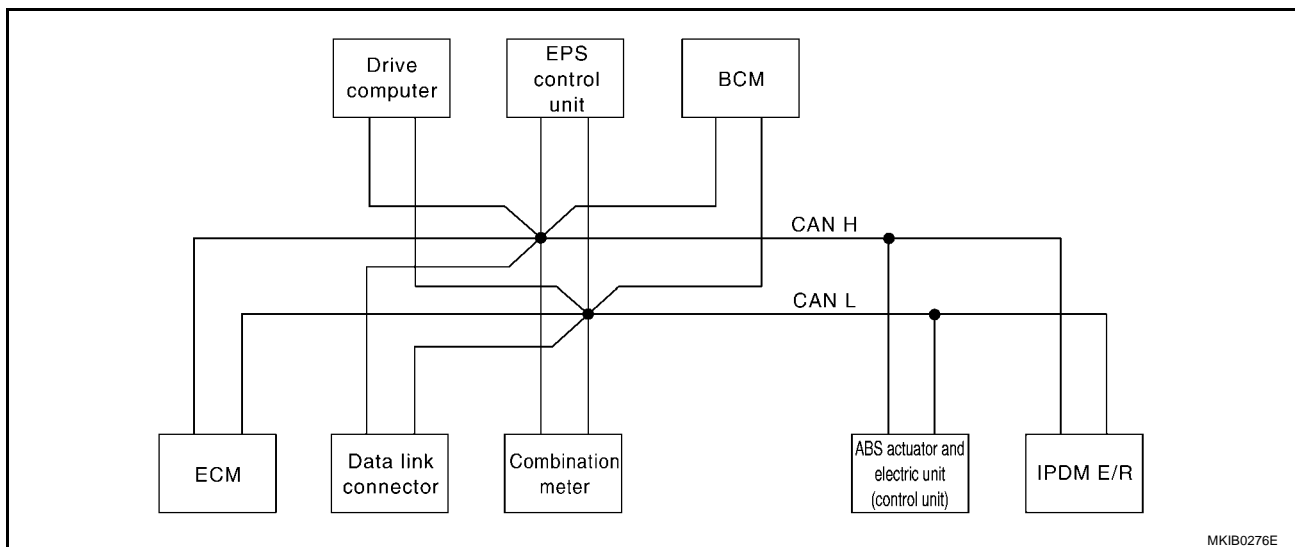 Drive
computer
EPS
control
unit
BCM
CAN H
CAN L
ECM
Data link
connector
Combination
meter
ABS actuator and
electric unit
(control unit)
IPDM E/R
MKIB0276E